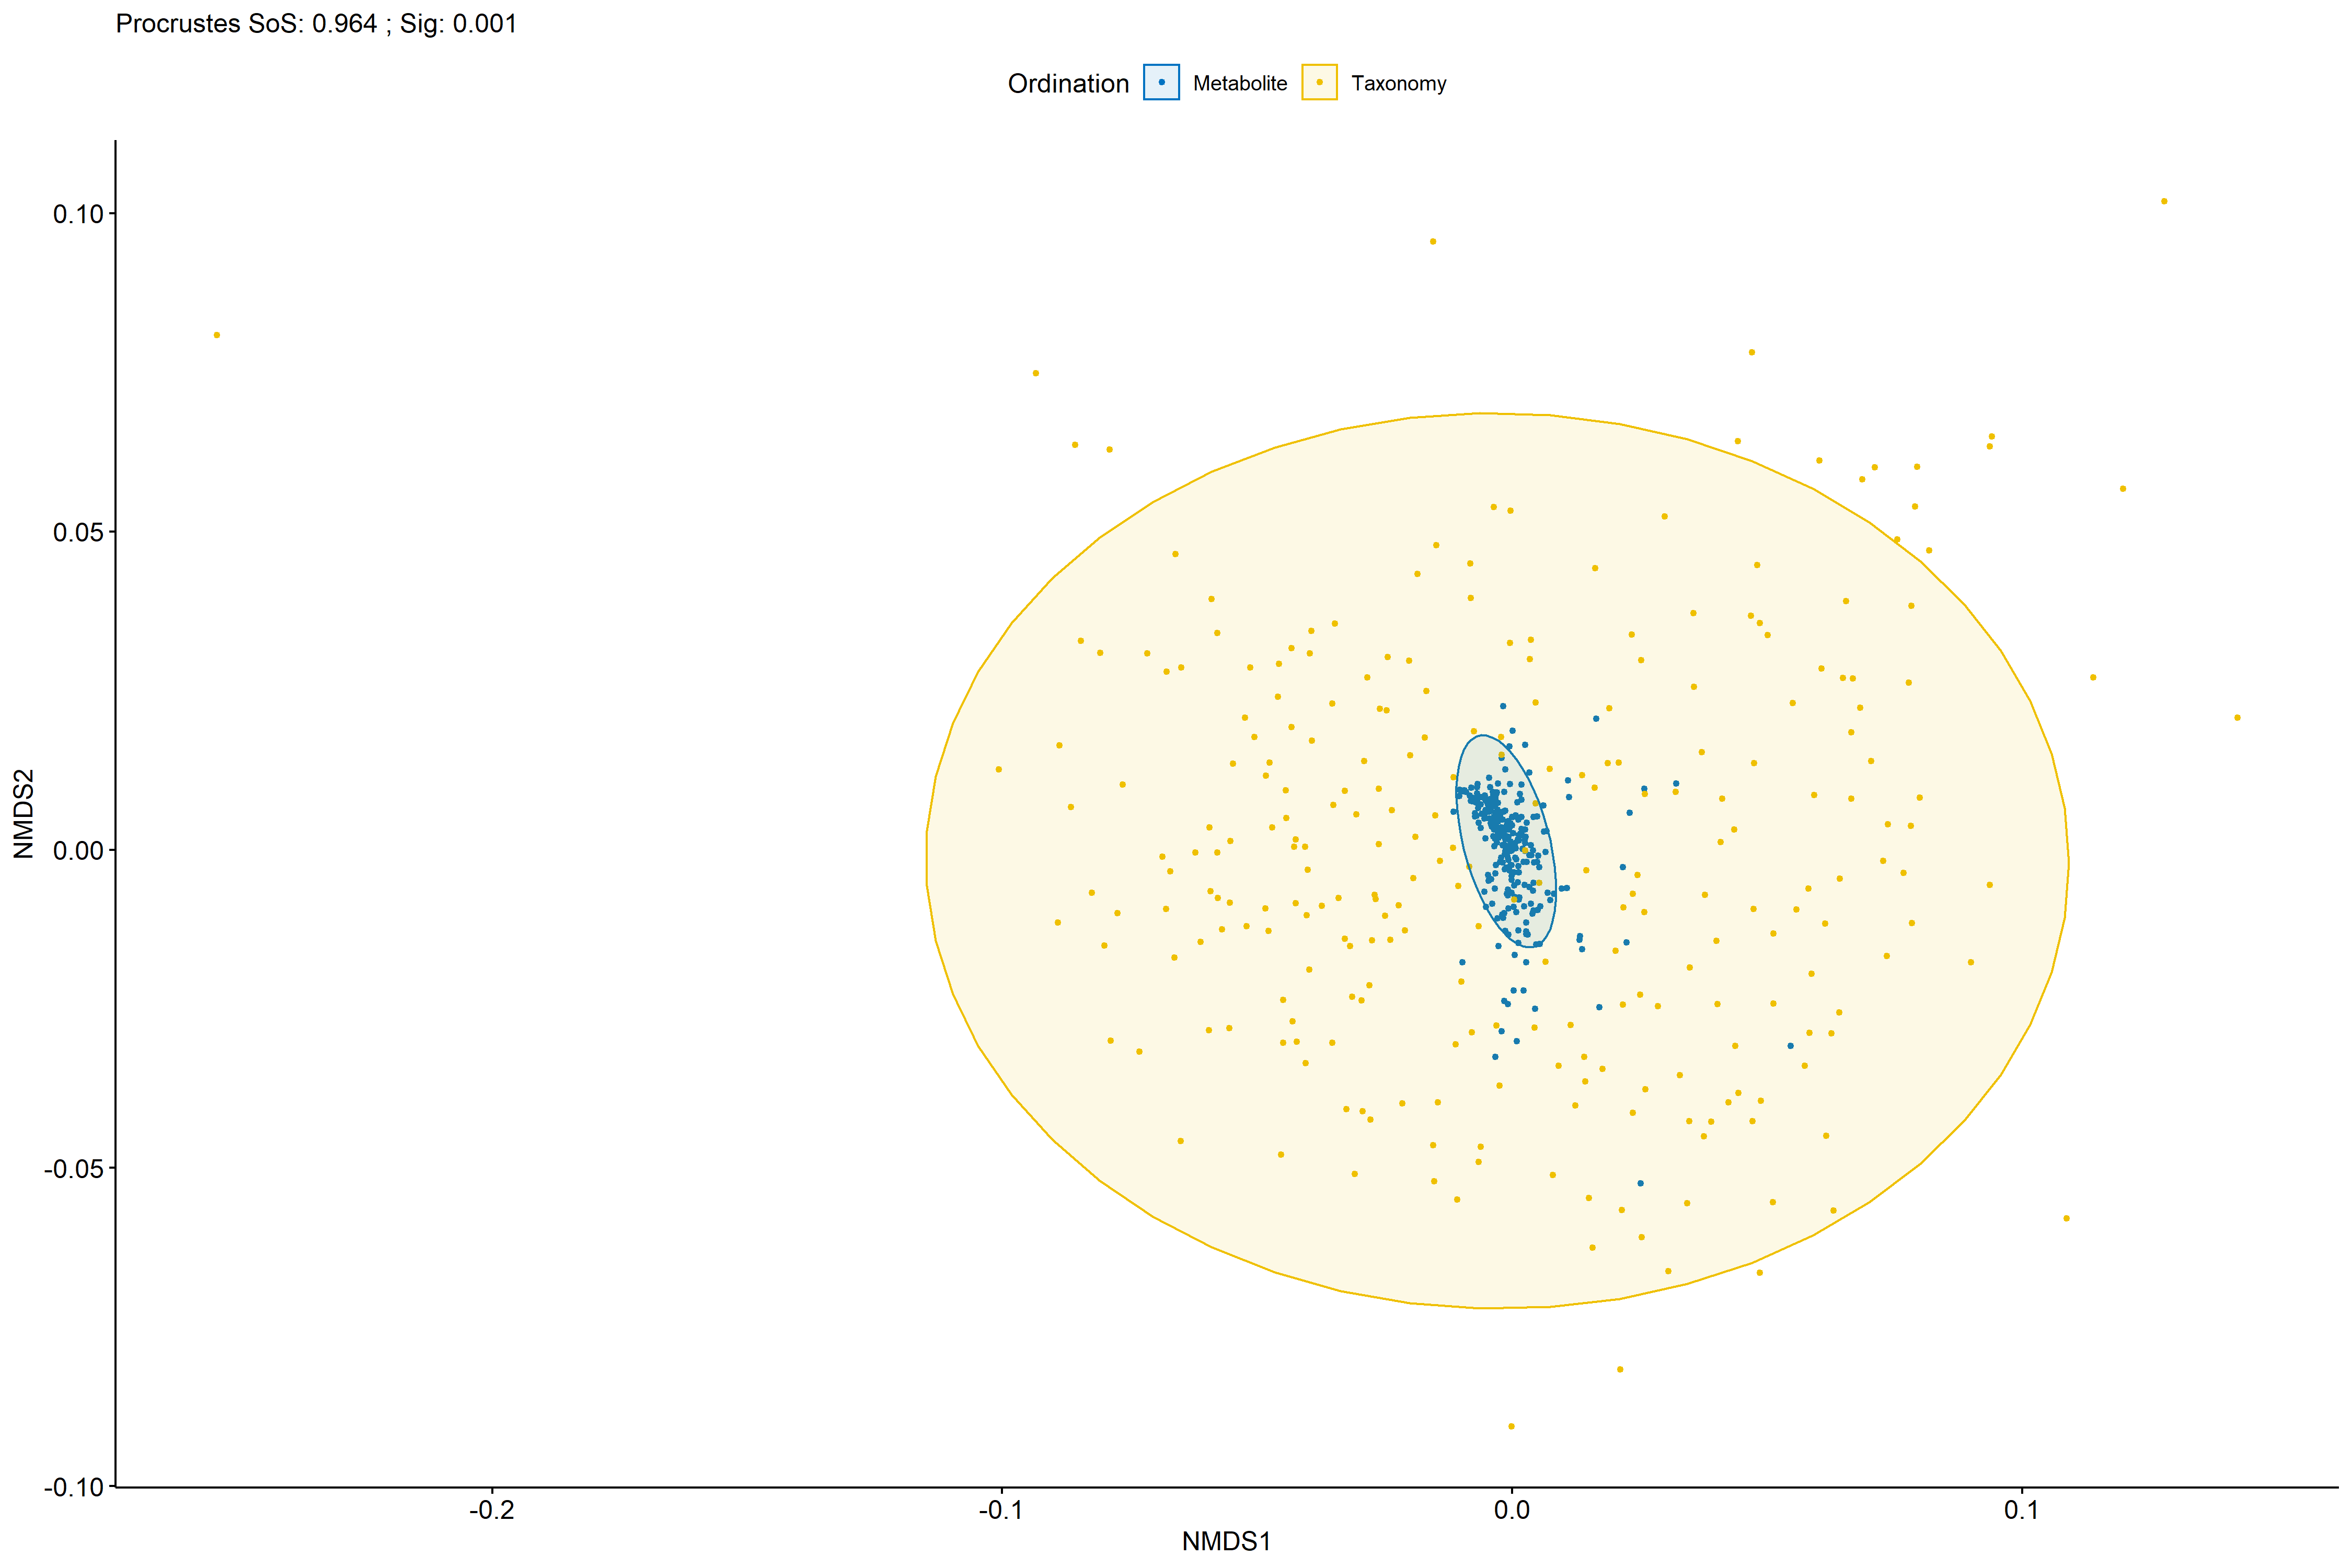 Procrustes SoS: 0.964 ; Sig: 0.001
Ordination Metabolite Taxonomy
0.10
0.05
0.00
-0.05
-0.10
NMDS2
-0.2 -0.1 0.0 0.1
NMDS1